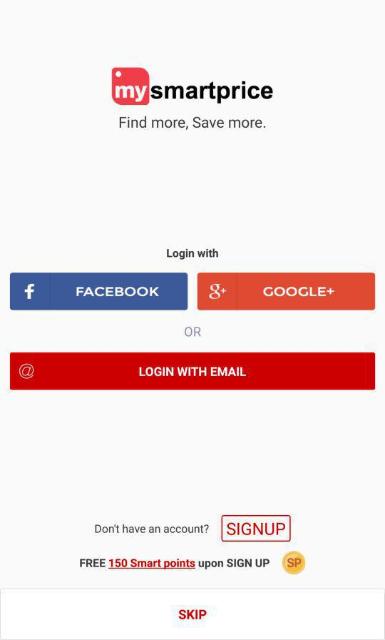 mysmartprice
Find more, Save more.
Login with
f FACEBOOK g+ GOOGLE+
OR
@ LOGIN WITH EMAIL
Don't have an account? SIGNUP
FREE 150 Smart points upon SIGN UP SP
SKIP